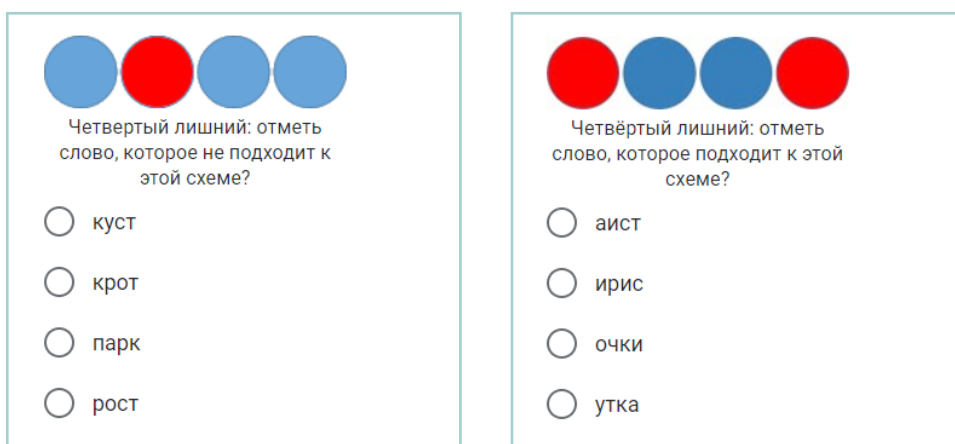 Четвертый лишний: отметь
слово, которое не подходит к
этой схеме?
куст
крот
парк
рост
Четвёртый лишний: отметь
слово, которое подходит к этой
схеме?
аист
ирис
очки
утка